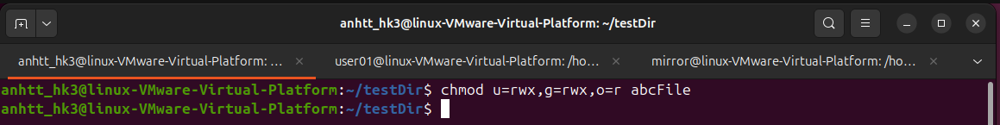 anhtt_hk3@linux-VMware-Virtual-Platform: ~/testDir
anhtt_hk3@linux-VMware-Virtual-Platform: ...
user01@linux-VMware-Virtual-Platform: /ho...
mirror@linux-VMware-Virtual-Platform: /ho...
anhtt_hk3@linux-VMware-Virtual-Platform:~/testDir$ chmod u=rwx,g=rwx,o=r abcFile
anhtt_hk3@linux-VMware-Virtual-Platform:~/testDir$